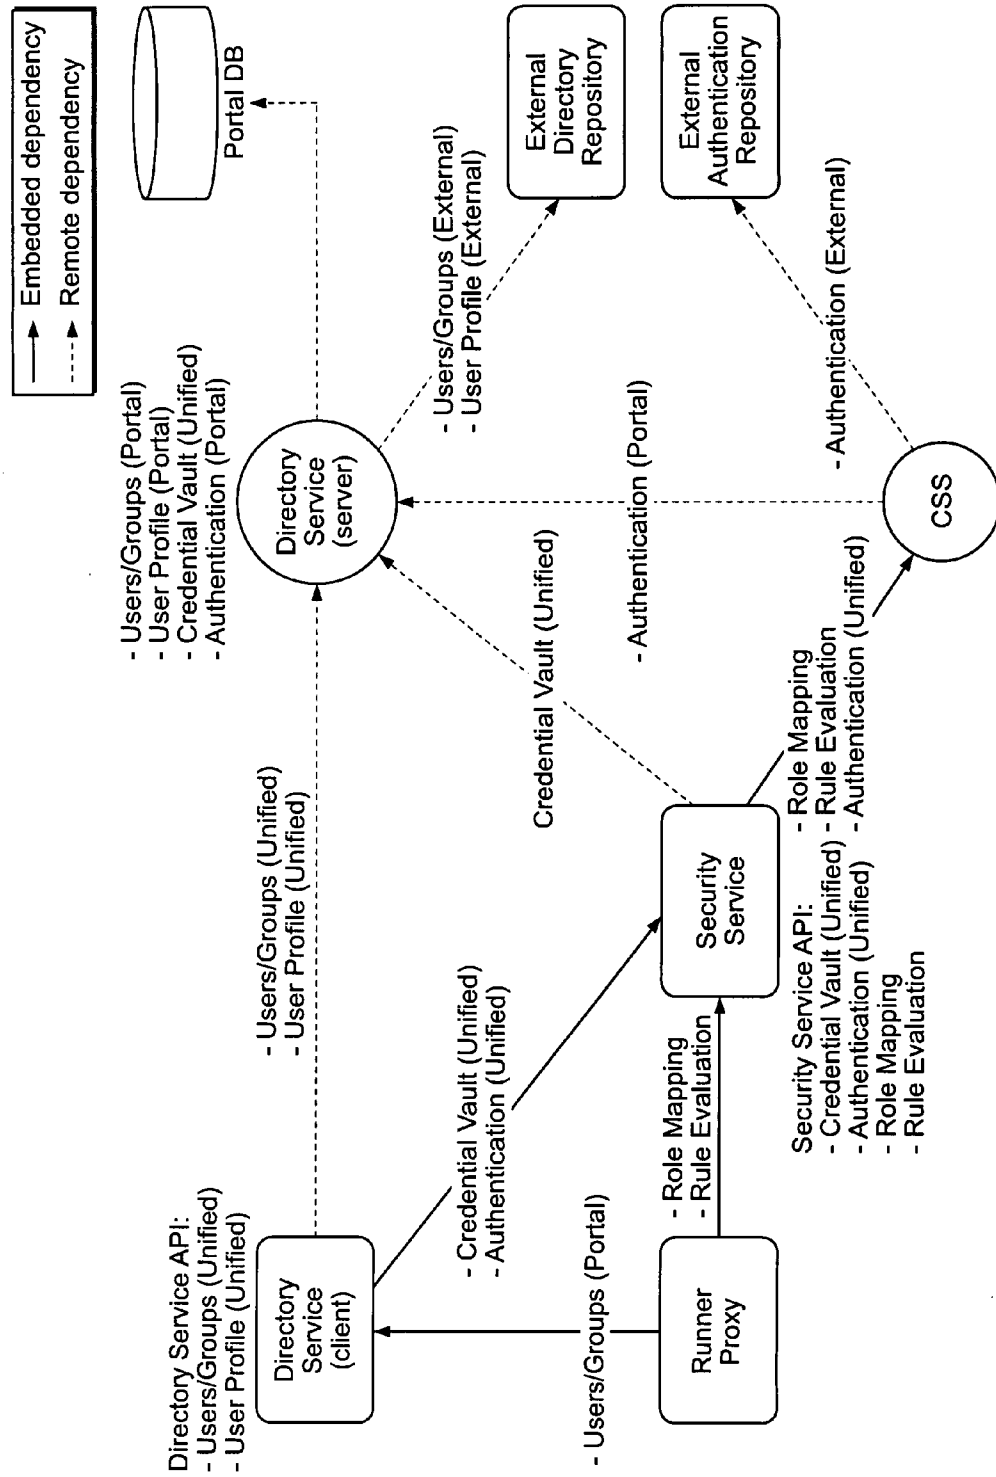 Embedded dependency
Remote dependency
Portal DB
- Users/Groups (Portal)
- User Profile (Portal)
- Credential Vault (Unified)
- Authentication (Portal)
Directory
Service
(server)
- Users/Groups (External)
- User Profile (External)
External
Directory
Repository
External
Authentication
Repository
- Authentication (External)
- Authentication (Portal)
CSS
Credential Vault (Unified)
- Users/Groups (Unified)
- User Profile (Unified)
Directory Service API:
- Users/Groups (Unified)
- User Profile (Unified)
Directory
Service
(client)
- Credential Vault (Unified)
- Authentication (Unified)
Security
Service
- Role Mapping
- Rule Evaluation
- Authentication (Unified)
Security Service API:
- Credential Vault (Unified)
- Authentication (Unified)
- Role Mapping
- Rule Evaluation
- Role Mapping
- Rule Evaluation
- Users/Groups (Portal)
Runner
Proxy